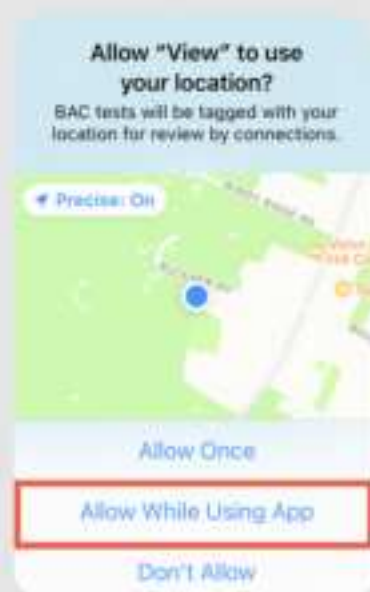 Allow "View" to use
your location?
BAC tests will be tagged with your
location for review by connections.
Precise: On
Allow Once
Allow While Using App
Don't Allow